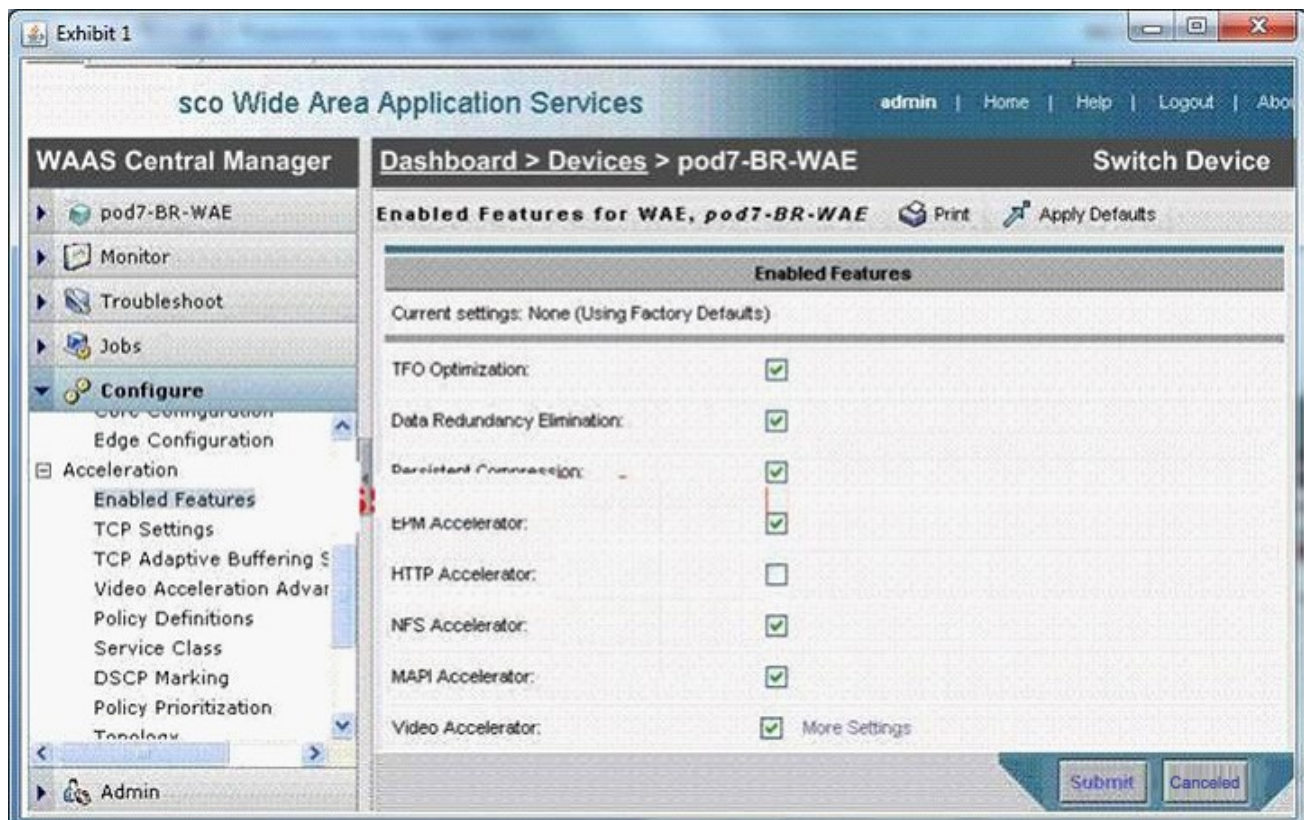 Exhibit 1
sco Wide Area Application Services
admin | Home | Help | Logout | Abo
WAAS Central Manager
Dashboard > Devices > pod7-BR-WAE
Switch Device
pod7-BR-WAE
Monitor
Troubleshoot
Jobs
Configure
Edge Configuration
Acceleration
Enabled Features
TCP Settings
TCP Adaptive Buffering S
Video Acceleration Advar
Policy Definitions
Service Class
DSCP Marking
Policy Prioritization
Topology
Admin
Enabled Features for WAE, pod7-BR-WAE
Print
Apply Defaults
Enabled Features
Current settings: None (Using Factory Defaults)
TFO Optimization:
Data Redundancy Elimination:
Persistent Compression:
EPM Accelerator:
HTTP Accelerator:
NFS Accelerator:
MAPI Accelerator:
Video Accelerator:
More Settings
Submit
Canceled